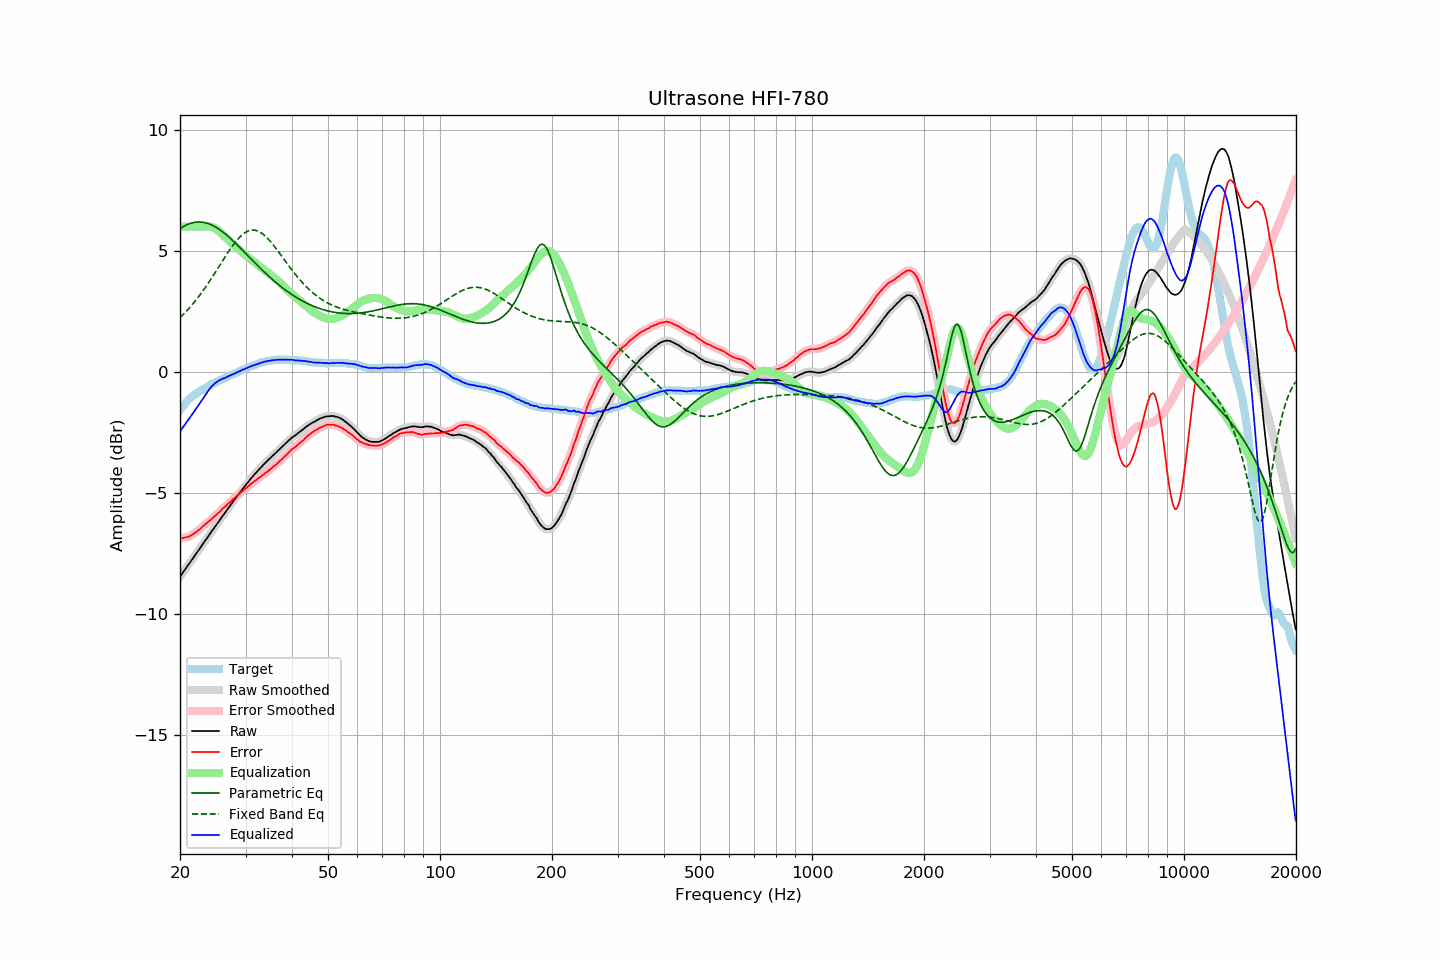 Ultrasone HFI-780
10
5
0
−5
−10
−15
Amplitude (dBr)
Target
Raw Smoothed
Error Smoothed
Raw
Error
Equalization
Parametric Eq
Fixed Band Eq
Equalized
20 50 100 200 500 1000 2000 5000 10000 20000
Frequency (Hz)